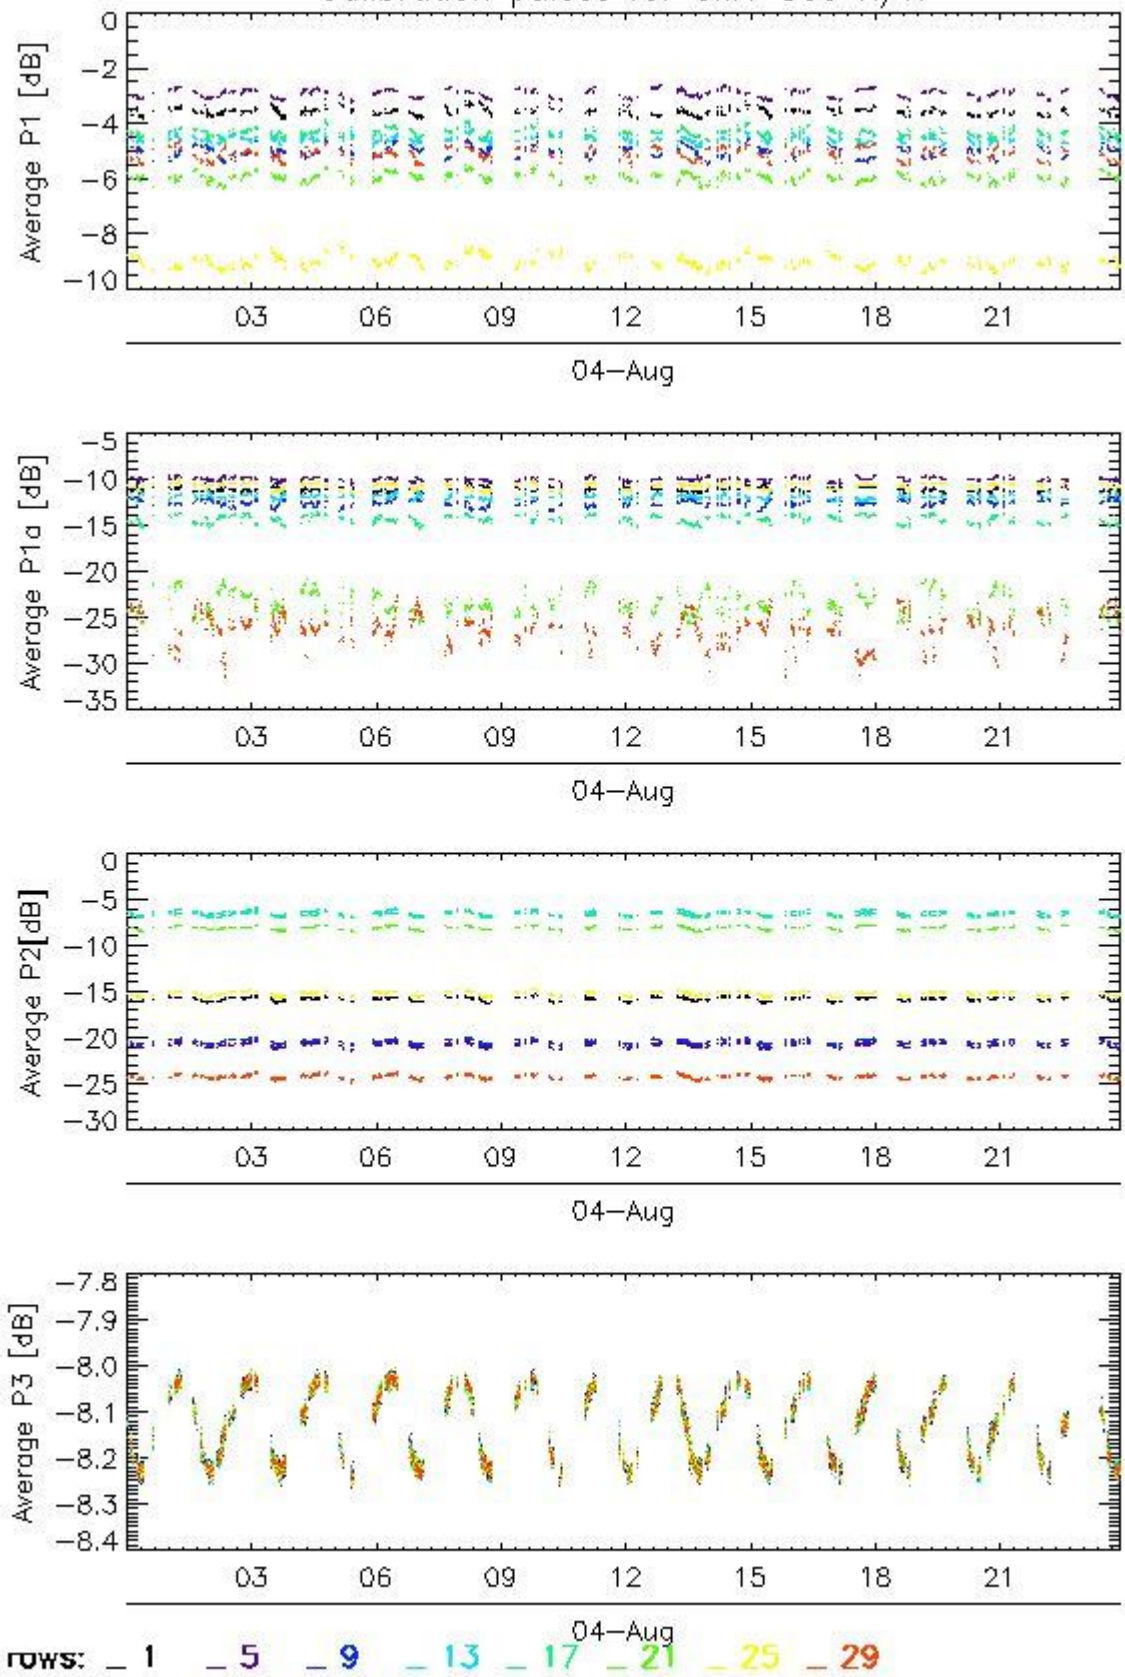 0
−2
−4
−6
−8
−10
Average P1 [dB]
03 06 09 12 15 18 21
04−Aug
−5
−10
−15
−20
−25
−30
−35
Average P1a [dB]
03 06 09 12 15 18 21
04−Aug
0
−5
−10
−15
−20
−25
−30
Average P2[dB]
03 06 09 12 15 18 21
04−Aug
−7.8
−7.9
−8.0
−8.1
−8.2
−8.3
−8.4
Average P3 [dB]
03 06 09 12 15 18 21
04−Aug
rows: _ 1 _ 5 _ 9 _ 13 _ 17 _ 21 _ 25 _ 29